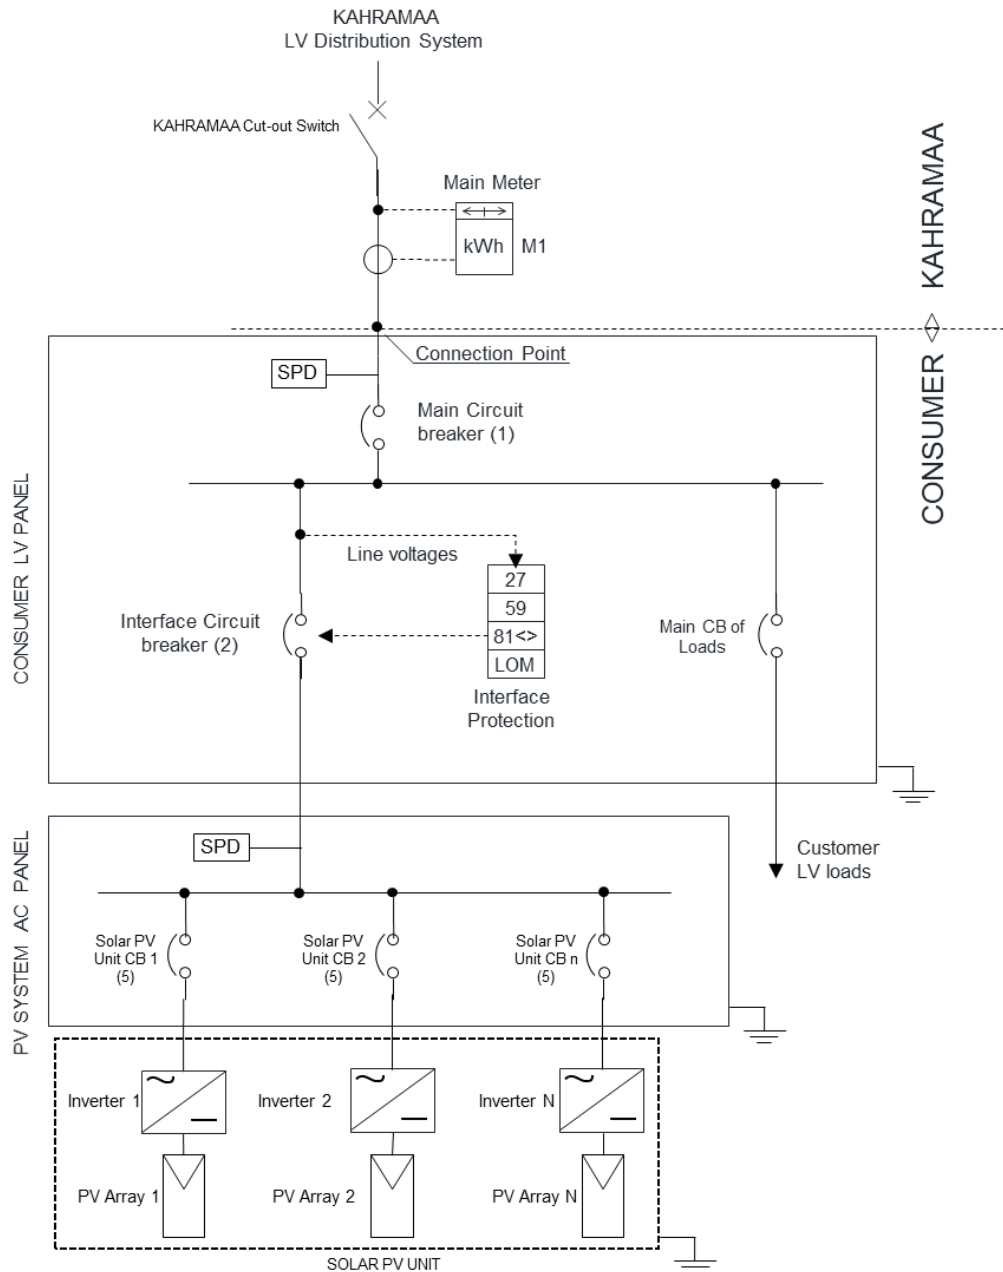 KAHRAMAA
LV Distribution System
KAHRAMAA Cut-out Switch
Main Meter
kWh
M1
KAHRAMAA
CONSUMER
Connection Point
SPD
Main Circuit
breaker (1)
CONSUMER LV PANEL
Line voltages
27
59
81<>
LOM
Interface Circuit
breaker (2)
Interface
Protection
Main CB of
Loads
Customer
LV loads
PV SYSTEM AC PANEL
SPD
Solar PV
Unit CB 1
(5)
Solar PV
Unit CB 2
(5)
Solar PV
Unit CB n
(5)
Inverter 1
Inverter 2
Inverter N
PV Array 1
PV Array 2
PV Array N
SOLAR PV UNIT